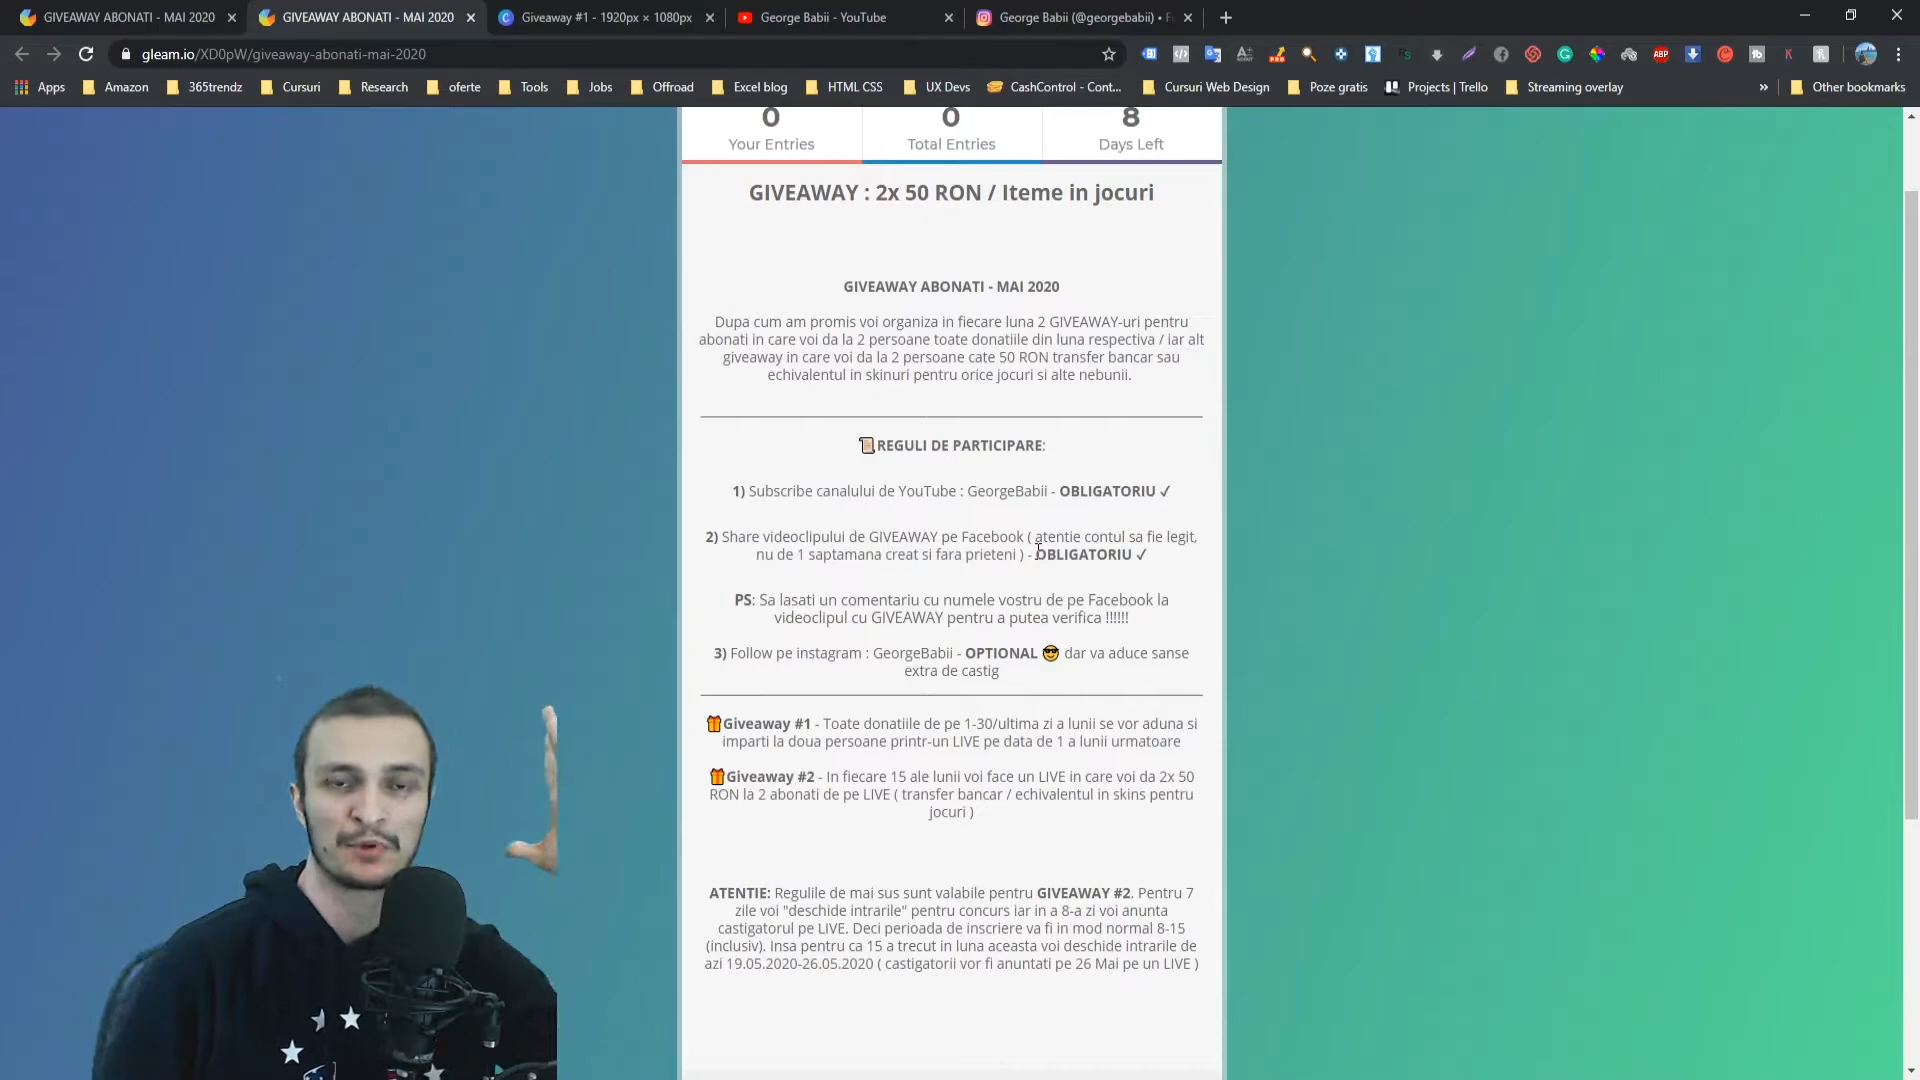 GIVEAWAY ABONATI - MAI 2020
GIVEAWAY ABONATI - MAI 2020
Giveaway #1 - 1920px × 1080px
George Babii - YouTube
George Babii (@georgebabii) •
gleam.io/XD0pW/giveaway-abonati-mai-2020
Apps
Amazon
365trendz
Cursuri
Research
oferte
Tools
Jobs
Offroad
Excel blog
HTML CSS
UX Devs
CashControl - Cont...
Cursuri Web Design
Poze gratis
Projects | Trello
Streaming overlay
»
Other bookmarks
0
Your Entries
0
Total Entries
8
Days Left
GIVEAWAY : 2x 50 RON / Iteme in jocuri
GIVEAWAY ABONATI - MAI 2020
Dupa cum am promis voi organiza in fiecare luna 2 GIVEAWAY-uri pentru
abonati in care voi da la 2 persoane toate donatiile din luna respectiva / iar alt
giveaway in care voi da la 2 persoane cate 50 RON transfer bancar sau
echivalentul in skinuri pentru orice jocuri si alte nebunii.
📜REGULI DE PARTICIPARE:
1) Subscribe canalului de YouTube : GeorgeBabii - OBLIGATORIU ✓
2) Share videoclipului de GIVEAWAY pe Facebook ( atentie contul sa fie legit,
nu de 1 saptamana creat si fara prieteni ) - OBLIGATORIU ✓
PS: Sa lasati un comentariu cu numele vostru de pe Facebook la
videoclipul cu GIVEAWAY pentru a putea verifica !!!!!!
3) Follow pe instagram : GeorgeBabii - OPTIONAL 😎 dar va aduce sanse
extra de castig
🎁Giveaway #1 - Toate donatiile de pe 1-30/ultima zi a lunii se vor aduna si
imparti la doua persoane printr-un LIVE pe data de 1 a lunii urmatoare
🎁Giveaway #2 - In fiecare 15 ale lunii voi face un LIVE in care voi da 2x 50
RON la 2 abonati de pe LIVE ( transfer bancar / echivalentul in skins pentru
jocuri )
ATENTIE: Regulile de mai sus sunt valabile pentru GIVEAWAY #2. Pentru 7
zile voi "deschide intrarile" pentru concurs iar in a 8-a zi voi anunta
castigatorul pe LIVE. Deci perioada de inscriere va fi in mod normal 8-15
(inclusiv). Insa pentru ca 15 a trecut in luna aceasta voi deschide intrarile de
azi 19.05.2020-26.05.2020 ( castigatorii vor fi anuntati pe 26 Mai pe un LIVE )